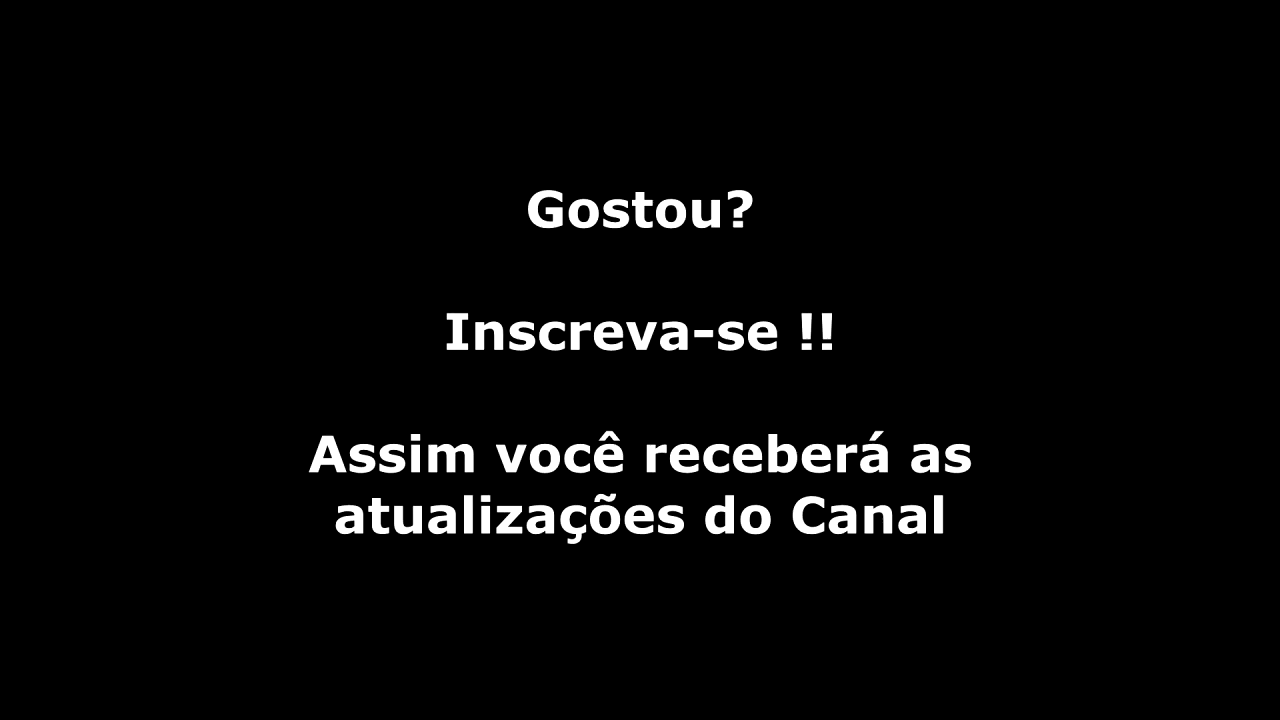 Gostou?
Inscreva-se !!
Assim você receberá as
atualizações do Canal